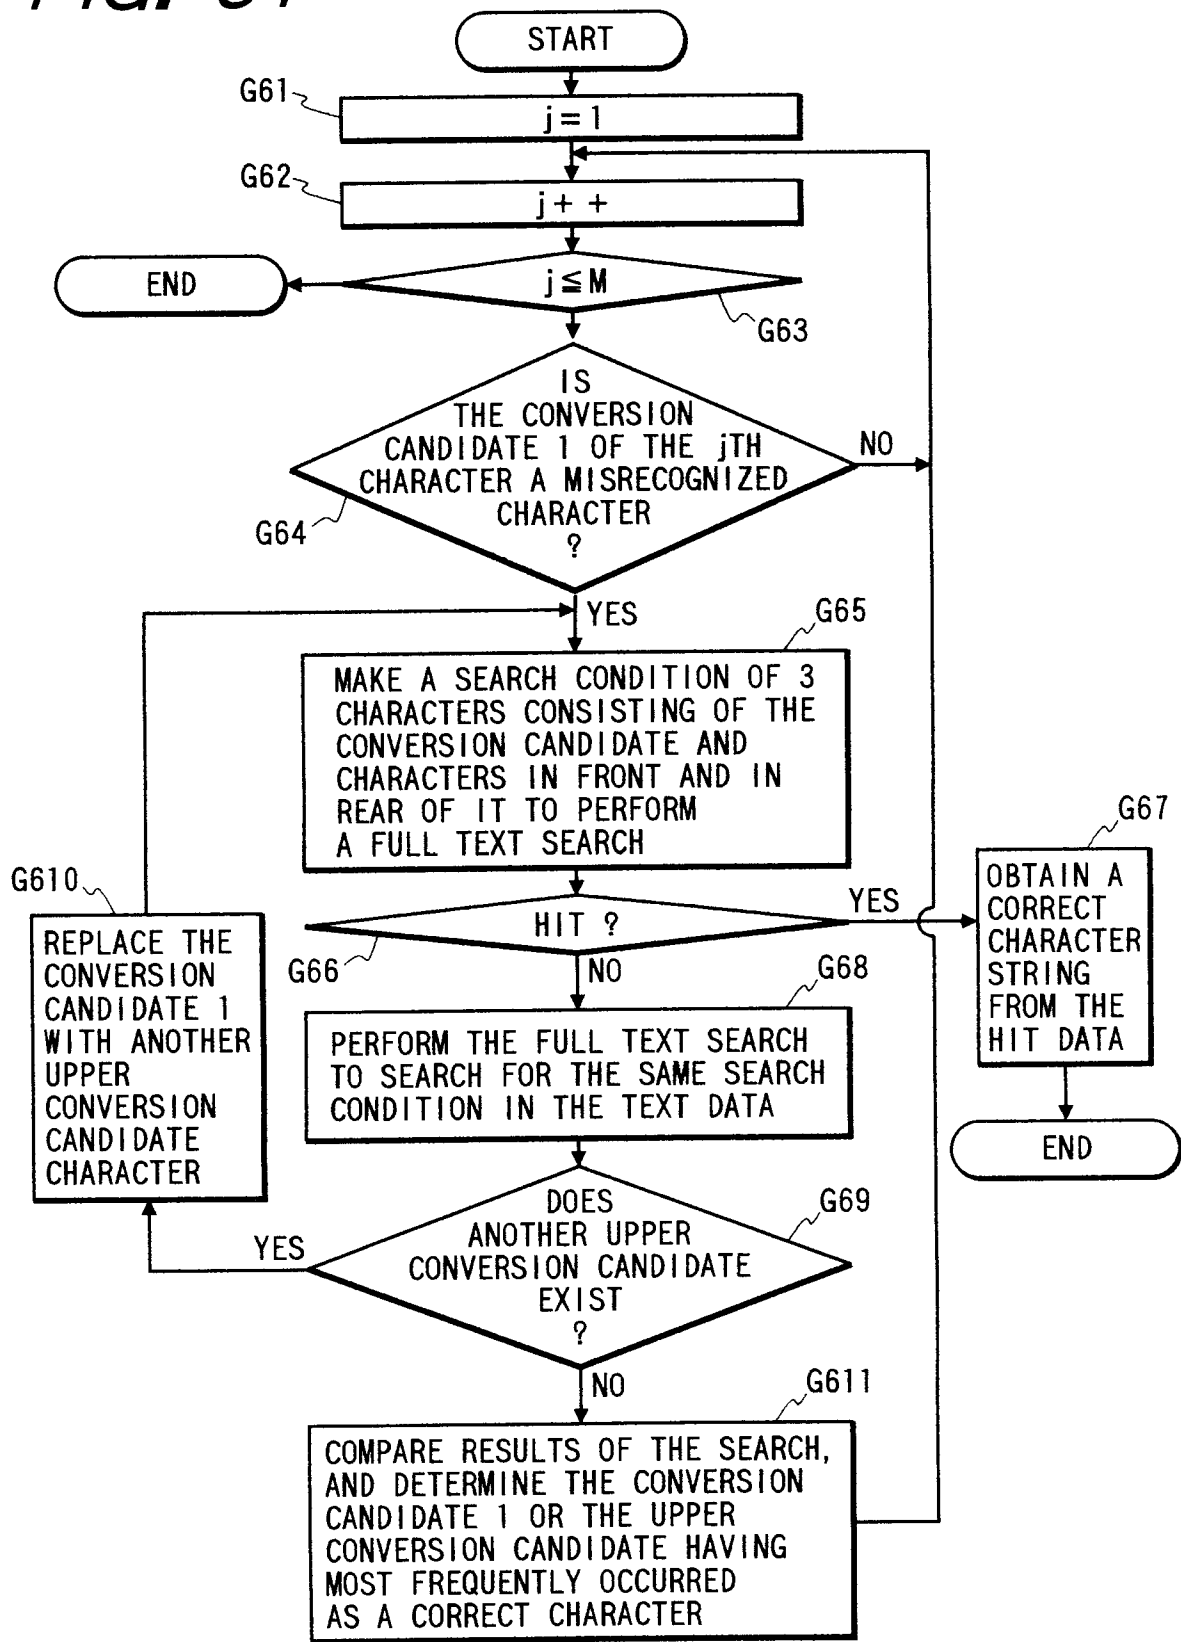 START
G61
j=1
G62
j++
END
j≦M
G63
IS
THE CONVERSION
CANDIDATE 1 OF THE jTH
CHARACTER A MISRECOGNIZED
CHARACTER
?
NO
G64
YES
G65
MAKE A SEARCH CONDITION OF 3
CHARACTERS CONSISTING OF THE
CONVERSION CANDIDATE AND
CHARACTERS IN FRONT AND IN
REAR OF IT TO PERFORM
A FULL TEXT SEARCH
G67
OBTAIN A
CORRECT
CHARACTER
STRING
FROM THE
HIT DATA
END
G610
REPLACE THE
CONVERSION
CANDIDATE 1
WITH ANOTHER
UPPER
CONVERSION
CANDIDATE
CHARACTER
HIT ?
YES
G66
NO
G68
PERFORM THE FULL TEXT SEARCH
TO SEARCH FOR THE SAME SEARCH
CONDITION IN THE TEXT DATA
DOES
ANOTHER UPPER
CONVERSION CANDIDATE
EXIST
?
G69
YES
NO
G611
COMPARE RESULTS OF THE SEARCH,
AND DETERMINE THE CONVERSION
CANDIDATE 1 OR THE UPPER
CONVERSION CANDIDATE HAVING
MOST FREQUENTLY OCCURRED
AS A CORRECT CHARACTER